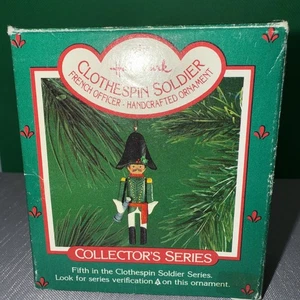 Hallmark
CLOTHESPIN SOLDIER
FRENCH OFFICER - HANDCRAFTED ORNAMENT
COLLECTOR'S SERIES
Fifth in the Clothespin Soldier Series.
Look for series verification on this ornament.